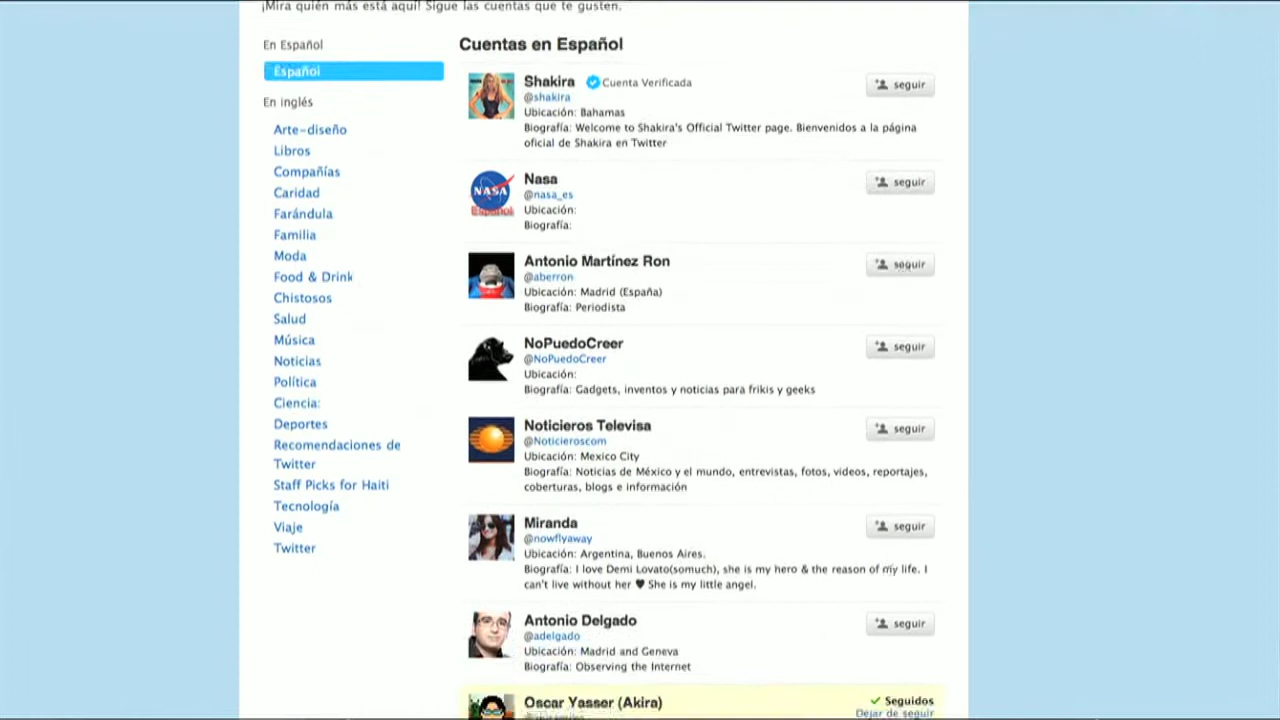 ¡Mira quién más está aquí! Sigue las cuentas que te gusten.
En Español
Español
En inglés
Arte-diseño
Libros
Compañías
Caridad
Farándula
Familia
Moda
Food & Drink
Chistosos
Salud
Música
Noticias
Política
Ciencia:
Deportes
Recomendaciones de
Twitter
Staff Picks for Haiti
Tecnología
Viaje
Twitter
Cuentas en Español
Shakira Cuenta Verificada
@shakira
Ubicación: Bahamas
Biografía: Welcome to Shakira's Official Twitter page. Bienvenidos a la página
oficial de Shakira en Twitter
seguir
NASA
Español
Nasa
@nasa_es
Ubicación:
Biografía:
seguir
Antonio Martínez Ron
@aberron
Ubicación: Madrid (España)
Biografía: Periodista
seguir
NoPuedoCreer
@NoPuedoCreer
Ubicación:
Biografía: Gadgets, inventos y noticias para frikis y geeks
seguir
Noticieros Televisa
@Noticieroscom
Ubicación: Mexico City
Biografía: Noticias de México y el mundo, entrevistas, fotos, videos, reportajes,
coberturas, blogs e información
seguir
Miranda
@nowflyaway
Ubicación: Argentina, Buenos Aires.
Biografía: I love Demi Lovato(somuch), she is my hero & the reason of my life. I
can't live without her ♥ She is my little angel.
seguir
Antonio Delgado
@adelgado
Ubicación: Madrid and Geneva
Biografía: Observing the Internet
seguir
Oscar Yasser (Akira)
Seguidos
Dejar de seguir